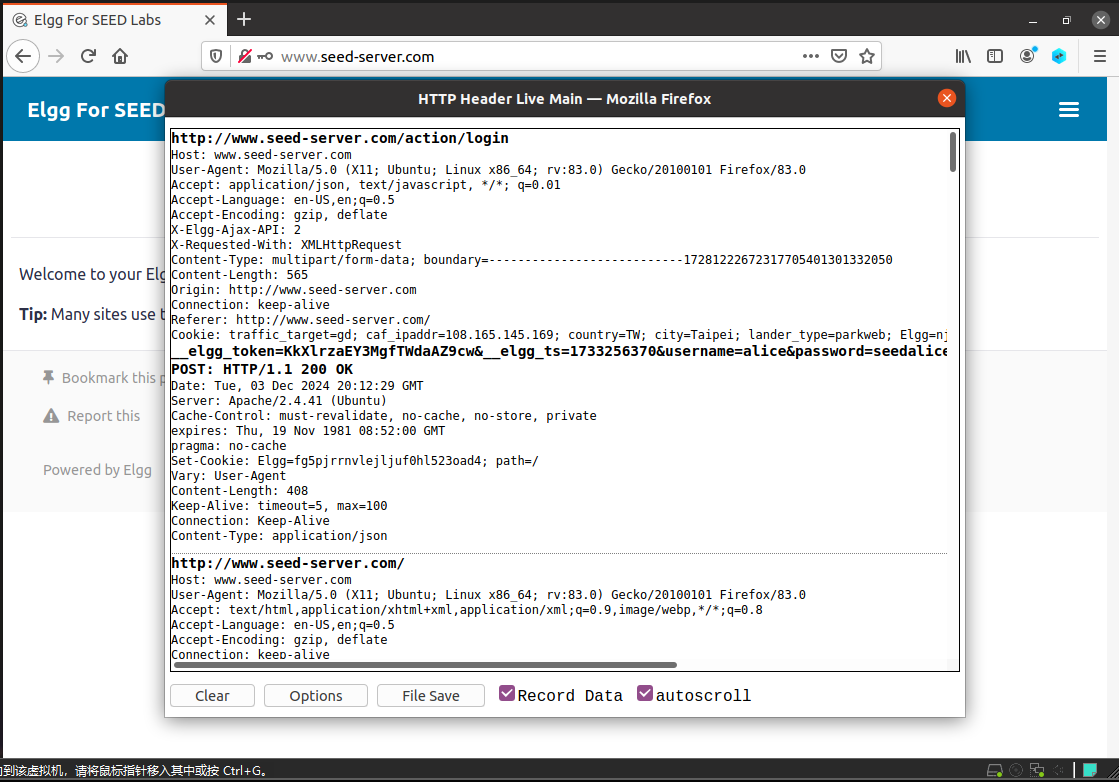 Elgg For SEED Labs
www.seed-server.com
Elgg For SEED
HTTP Header Live Main — Mozilla Firefox
http://www.seed-server.com/action/login
Host: www.seed-server.com
User-Agent: Mozilla/5.0 (X11; Ubuntu; Linux x86_64; rv:83.0) Gecko/20100101 Firefox/83.0
Accept: application/json, text/javascript, */*; q=0.01
Accept-Language: en-US,en;q=0.5
Accept-Encoding: gzip, deflate
X-Elgg-Ajax-API: 2
X-Requested-With: XMLHttpRequest
Content-Type: multipart/form-data; boundary=---------------------------17281222672317705401301332050
Content-Length: 565
Origin: http://www.seed-server.com
Connection: keep-alive
Referer: http://www.seed-server.com/
Cookie: traffic_target=gd; caf_ipaddr=108.165.145.169; country=TW; city=Taipei; lander_type=parkweb; Elgg=nj
__elgg_token=KkXlrzaEY3MgfTWdaAZ9cw&__elgg_ts=1733256370&username=alice&password=seedalice
POST: HTTP/1.1 200 OK
Date: Tue, 03 Dec 2024 20:12:29 GMT
Server: Apache/2.4.41 (Ubuntu)
Cache-Control: must-revalidate, no-cache, no-store, private
expires: Thu, 19 Nov 1981 08:52:00 GMT
pragma: no-cache
Set-Cookie: Elgg=fg5pjrrnvlejljuf0hl523oad4; path=/
Vary: User-Agent
Content-Length: 408
Keep-Alive: timeout=5, max=100
Connection: Keep-Alive
Content-Type: application/json
http://www.seed-server.com/
Host: www.seed-server.com
User-Agent: Mozilla/5.0 (X11; Ubuntu; Linux x86_64; rv:83.0) Gecko/20100101 Firefox/83.0
Accept: text/html,application/xhtml+xml,application/xml;q=0.9,image/webp,*/*;q=0.8
Accept-Language: en-US,en;q=0.5
Accept-Encoding: gzip, deflate
Connection: keep-alive
Clear
Options
File Save
Record Data
autoscroll
Welcome to your Elg
Tip: Many sites use t
Bookmark this p
Report this
Powered by Elgg
到该虚拟机，请将鼠标指针移入其中或按 Ctrl+G。